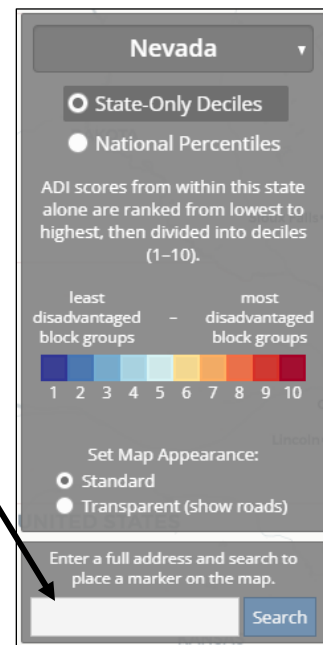 Nevada
State-Only Deciles
National Percentiles
ADI scores from within this state
alone are ranked from lowest to
highest, then divided into deciles
(1–10).
least most
disadvantaged – disadvantaged
block groups block groups
1 2 3 4 5 6 7 8 9 10
Lincoln
Set Map Appearance:
Standard
Transparent (show roads)
UNITED STATES
Enter a full address and search to
place a marker on the map.
Search